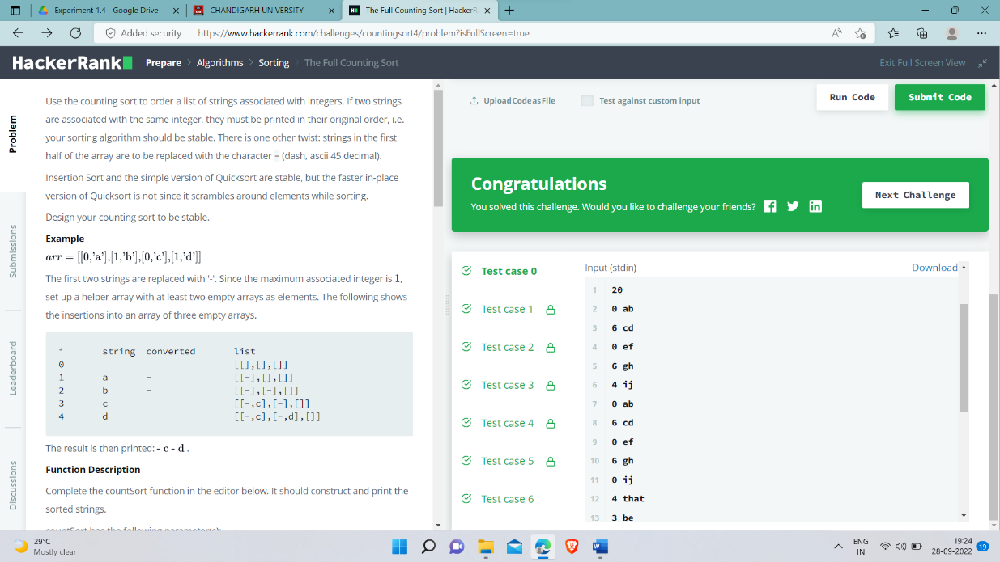 Experiment 1.4 - Google Drive
CHANDIGARH UNIVERSITY
The Full Counting Sort | HackerR
Added security
https://www.hackerrank.com/challenges/countingsort4/problem?isFullScreen=true
HackerRank
Prepare > Algorithms > Sorting > The Full Counting Sort
Exit Full Screen View
Problem
Submissions
Leaderboard
Discussions
Use the counting sort to order a list of strings associated with integers. If two strings
are associated with the same integer, they must be printed in their original order, i.e.
your sorting algorithm should be stable. There is one other twist: strings in the first
half of the array are to be replaced with the character - (dash, ascii 45 decimal).
Insertion Sort and the simple version of Quicksort are stable, but the faster in-place
version of Quicksort is not since it scrambles around elements while sorting.
Design your counting sort to be stable.
Example
arr = [[0,'a'],[1,'b'],[0,'c'],[1,'d']]
The first two strings are replaced with '-'. Since the maximum associated integer is 1,
set up a helper array with at least two empty arrays as elements. The following shows
the insertions into an array of three empty arrays.
i string converted list
0 [[],[],[]]
1 a - [[-],[],[]]
2 b - [[-],[-],[]]
3 c [[-,c],[-],[]]
4 d [[-,c],[-,d],[]]
The result is then printed: - c - d .
Function Description
Complete the countSort function in the editor below. It should construct and print the
sorted strings.
countSort has the following parameter(s):
Upload Code as File
Test against custom input
Run Code
Submit Code
Congratulations
You solved this challenge. Would you like to challenge your friends?
Next Challenge
Test case 0
Test case 1
Test case 2
Test case 3
Test case 4
Test case 5
Test case 6
Input (stdin)
Download
1 20
2 0 ab
3 6 cd
4 0 ef
5 6 gh
6 4 ij
7 0 ab
8 6 cd
9 0 ef
10 6 gh
11 0 ij
12 4 that
13 3 be
29°C
Mostly clear
ENG
IN
19:24
28-09-2022
19